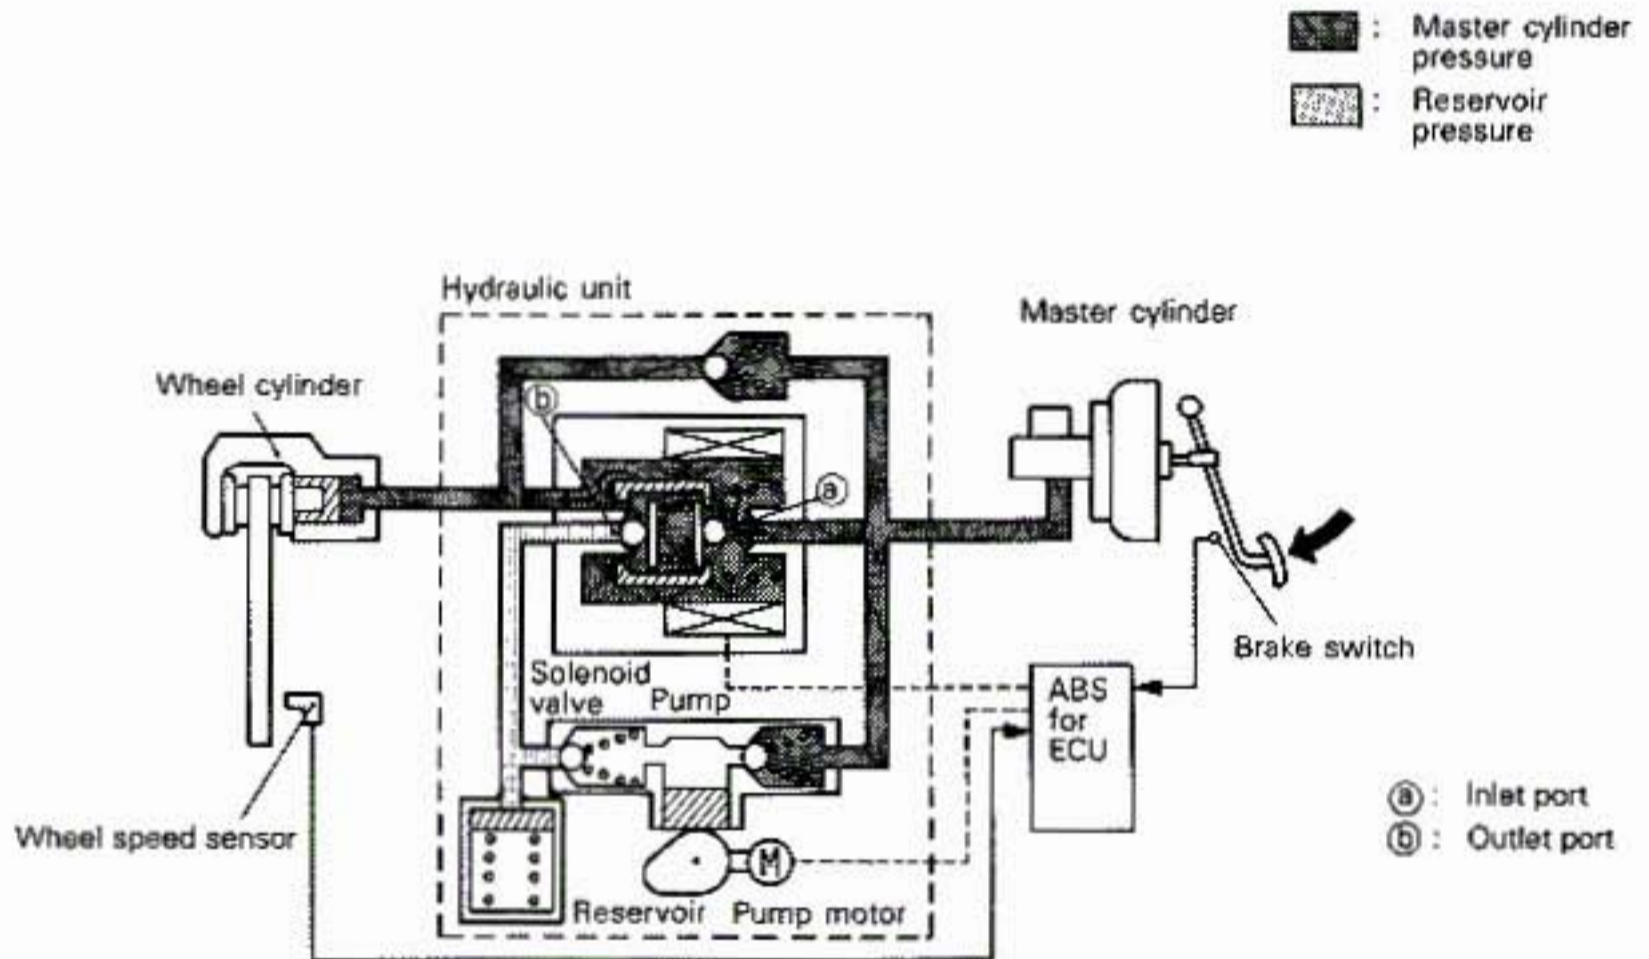 : Master cylinder
pressure
: Reservoir
pressure
Hydraulic unit
Master cylinder
Wheel cylinder
ⓑ
ⓐ
Brake switch
Solenoid
valve
Pump
ABS
for
ECU
ⓐ : Inlet port
ⓑ : Outlet port
Wheel speed sensor
M
Reservoir
Pump motor